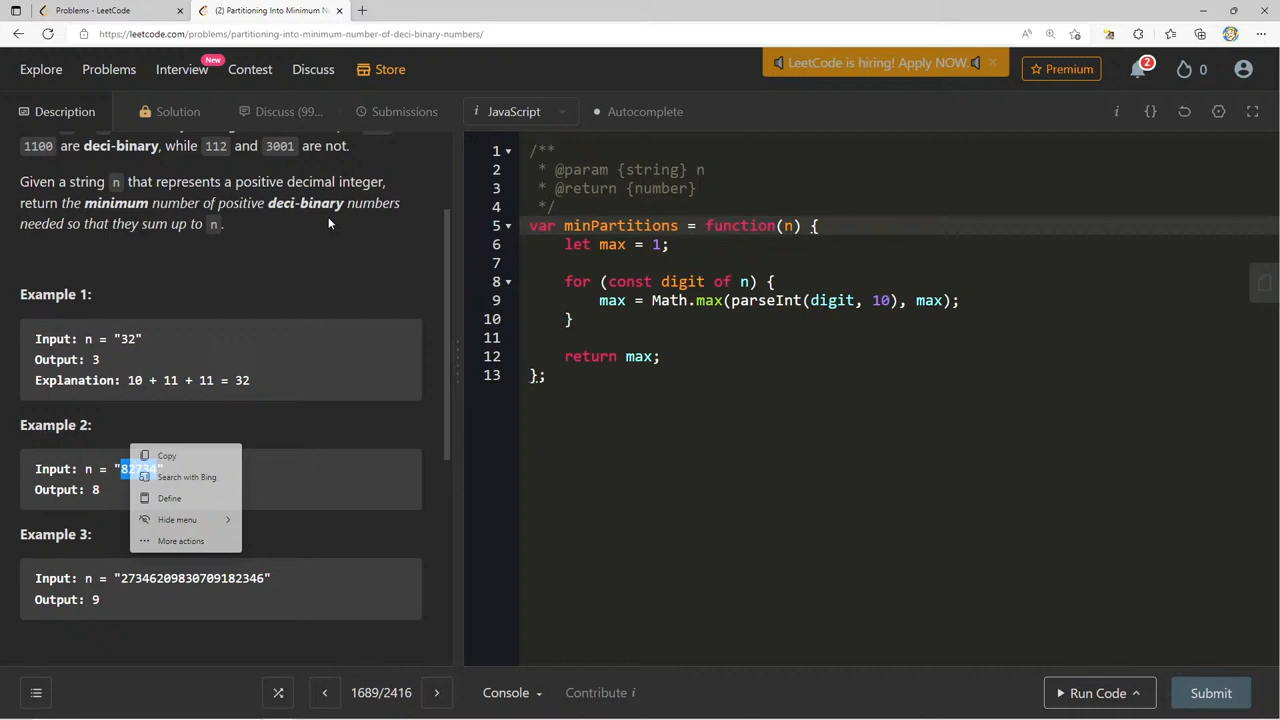 Problems - LeetCode
(2) Partitioning Into Minimum N
https://leetcode.com/problems/partitioning-into-minimum-number-of-deci-binary-numbers/
Explore
Problems
Interview
New
Contest
Discuss
Store
LeetCode is hiring! Apply NOW.
Premium
2
0
Description
Solution
Discuss (99...
Submissions
i JavaScript
Autocomplete
1100 are deci-binary, while 112 and 3001 are not.
Given a string n that represents a positive decimal integer,
return the minimum number of positive deci-binary numbers
needed so that they sum up to n.
Example 1:
Input: n = "32"
Output: 3
Explanation: 10 + 11 + 11 = 32
Example 2:
Input: n = "82734"
Output: 8
Copy
Search with Bing
Define
Hide menu
More actions
Example 3:
Input: n = "27346209830709182346"
Output: 9
1 /**
2 * @param {string} n
3 * @return {number}
4 */
5 var minPartitions = function(n) {
6 let max = 1;
7
8 for (const digit of n) {
9 max = Math.max(parseInt(digit, 10), max);
10 }
11
12 return max;
13 };
1689/2416
Console
Contribute i
Run Code
Submit